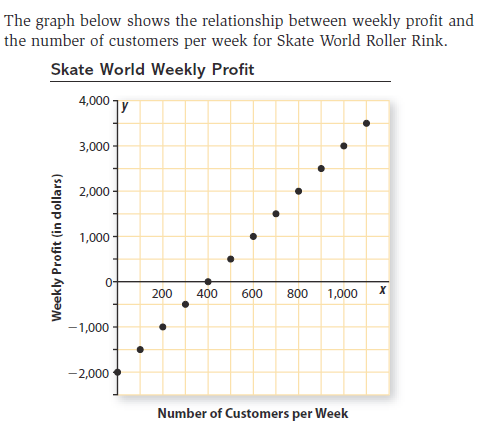 The graph below shows the relationship between weekly profit and
the number of customers per week for Skate World Roller Rink.
Skate World Weekly Profit
4,000
y
3,000
2,000
1,000
0
200 400 600 800 1,000 x
−1,000
−2,000
Weekly Profit (in dollars)
Number of Customers per Week